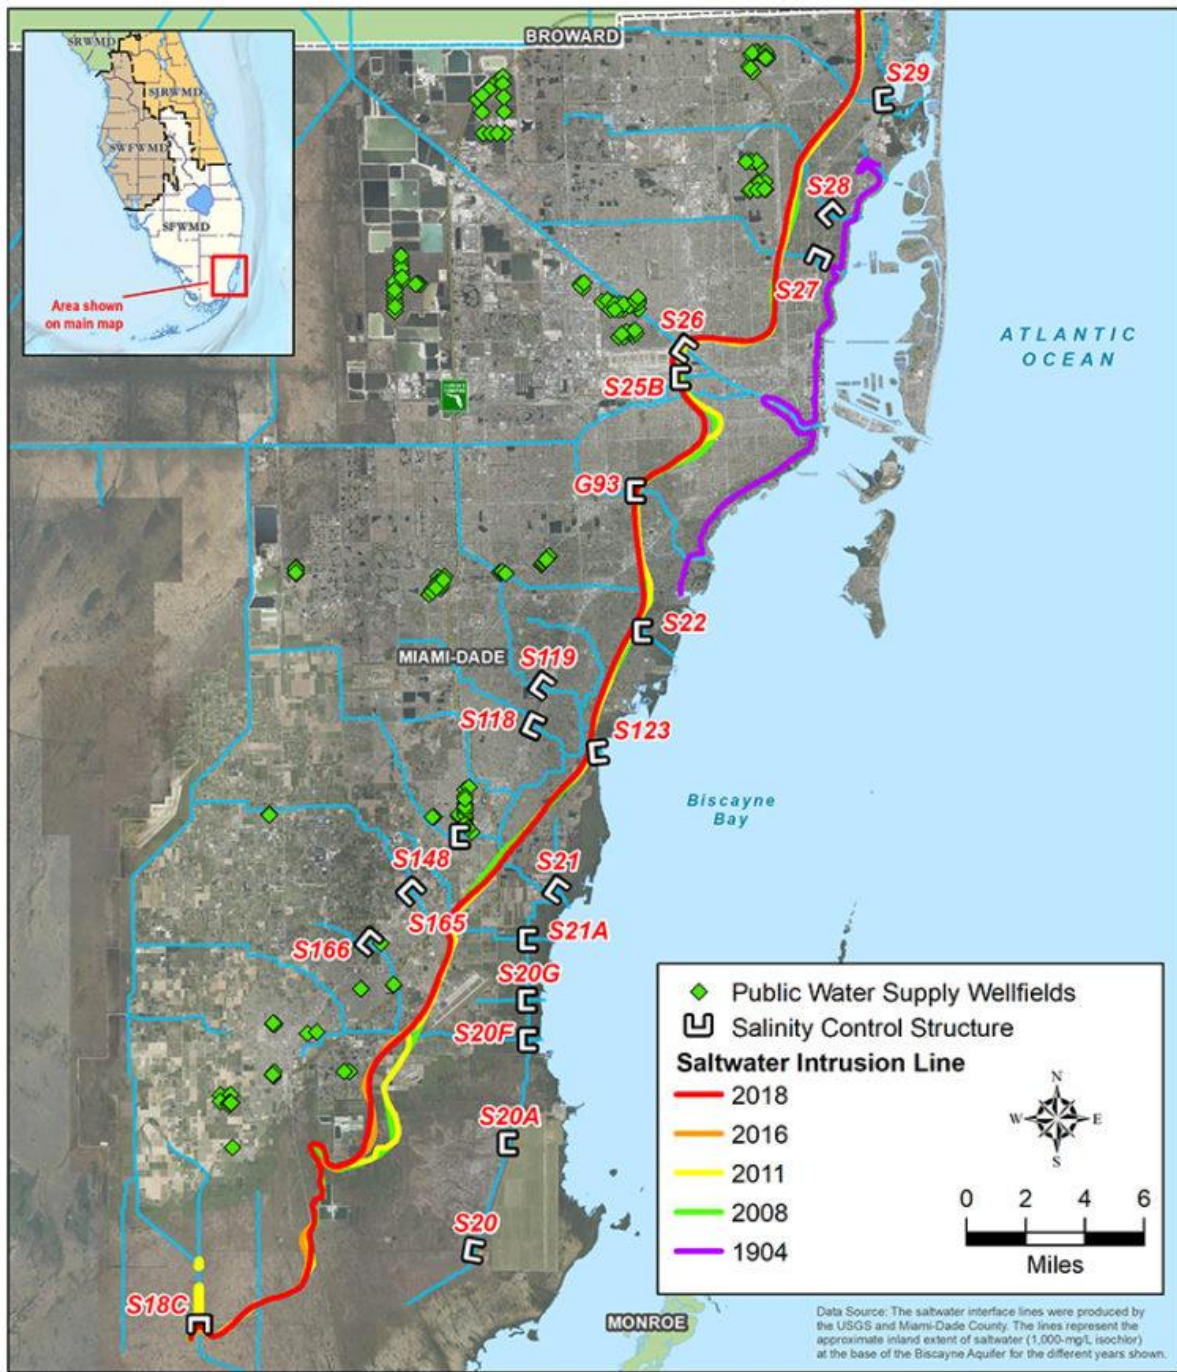 BROWARD
SRWMD
SJRWMD
SWFWMD
SFWMD
Area shown
on main map
S29
S28
S27
S26
S25B
ATLANTIC
OCEAN
G93
S22
MIAMI-DADE
S119
S118
S123
Biscayne
Bay
S148
S21
S165
S166
S21A
S20G
S20F
S20A
S20
S18C
MONROE
Public Water Supply Wellfields
Salinity Control Structure
Saltwater Intrusion Line
2018
2016
2011
2008
1904
N
W E
S
0 2 4 6
Miles
Data Source: The saltwater interface lines were produced by
the USGS and Miami-Dade County. The lines represent the
approximate inland extent of saltwater (1,000-mg/L isochlor)
at the base of the Biscayne Aquifer for the different years shown.